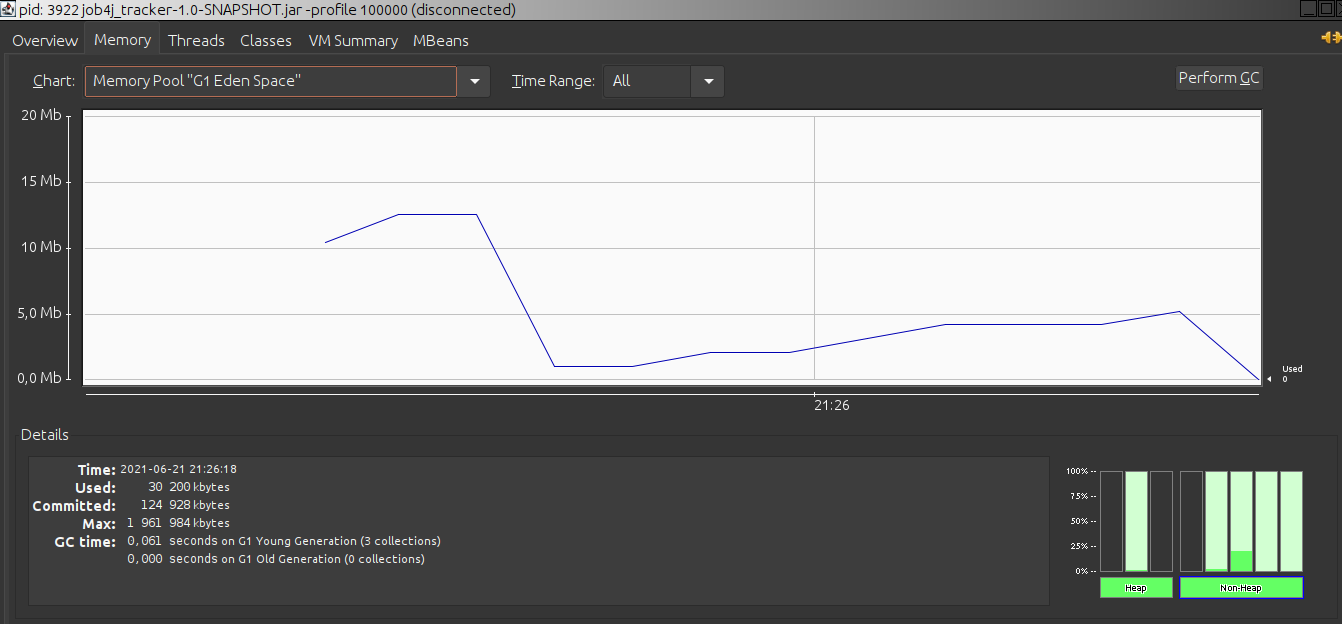 pid: 3922 job4j_tracker-1.0-SNAPSHOT.jar -profile 100000 (disconnected)
Overview Memory Threads Classes VM Summary MBeans
Chart: Memory Pool "G1 Eden Space" Time Range: All Perform GC
20 Mb
15 Mb
10 Mb
5,0 Mb
0,0 Mb
Used
0
21:26
Details
Time: 2021-06-21 21:26:18
Used: 30 200 kbytes
Committed: 124 928 kbytes
Max: 1 961 984 kbytes
GC time: 0,061 seconds on G1 Young Generation (3 collections)
0,000 seconds on G1 Old Generation (0 collections)
100% --
75% --
50% --
25% --
0% --
Heap Non-Heap